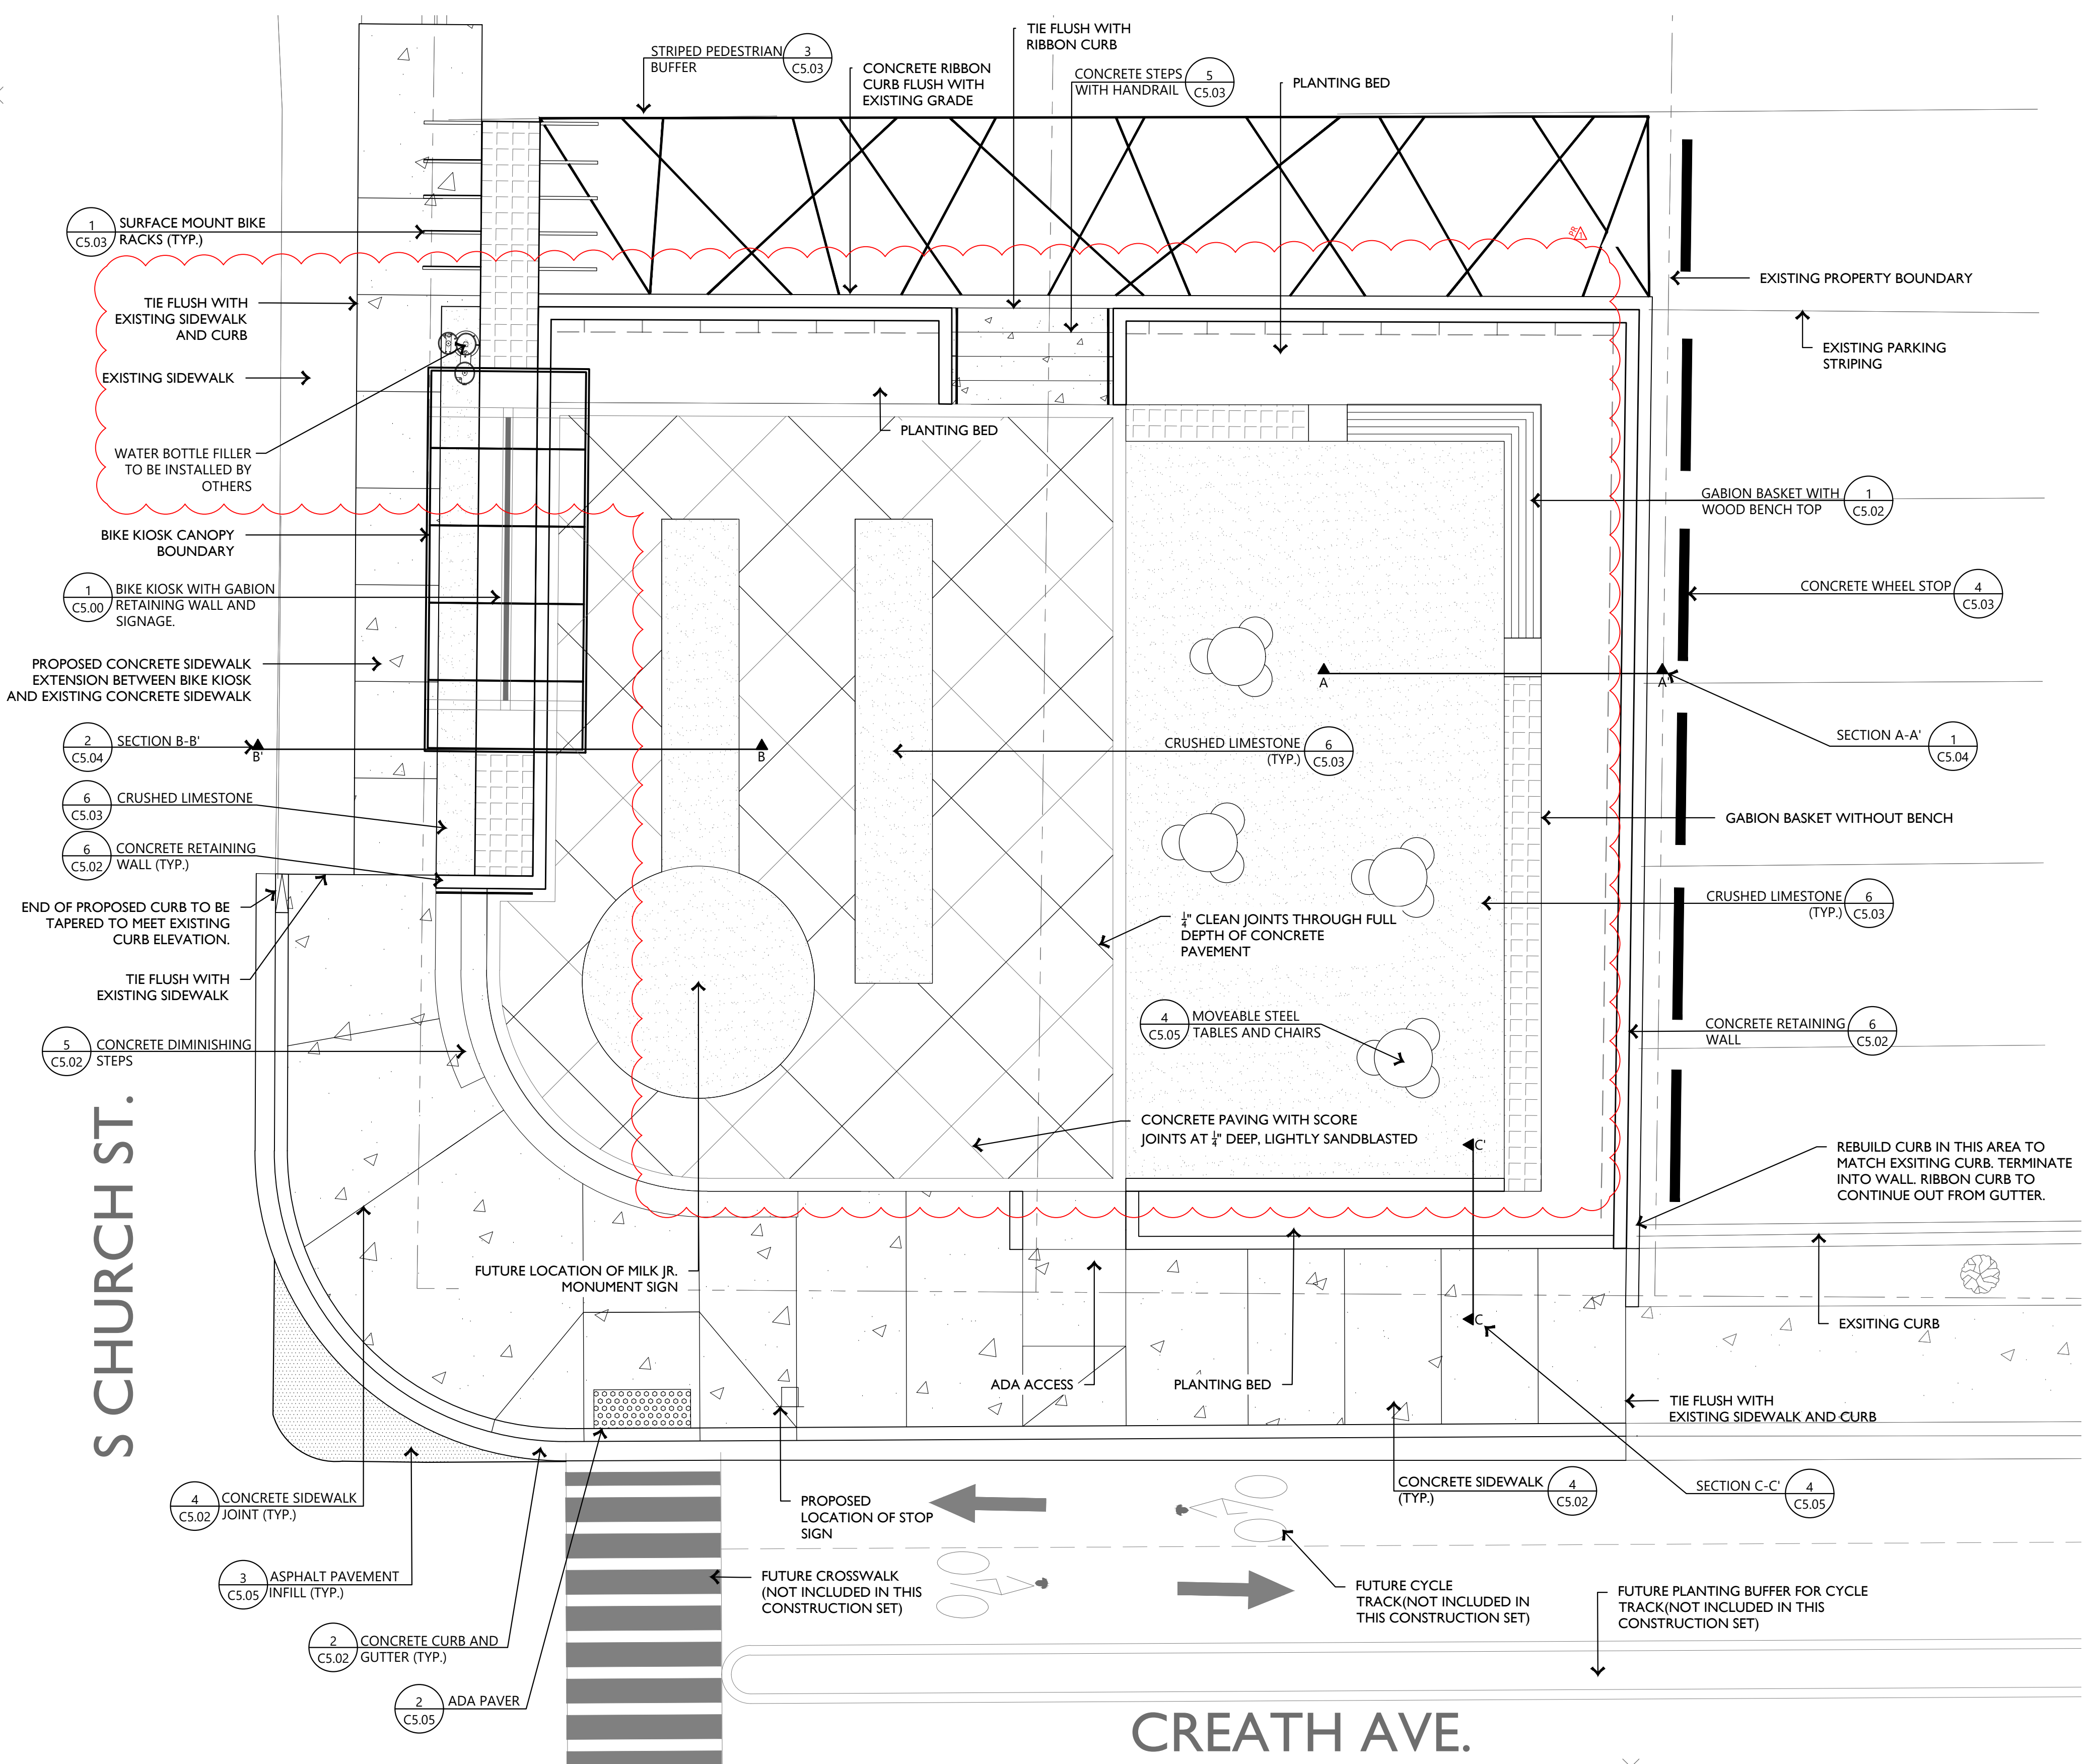 TIE FLUSH WITH
RIBBON CURB
STRIPED PEDESTRIAN
BUFFER
3
C5.03
CONCRETE RIBBON
CURB FLUSH WITH
EXISTING GRADE
CONCRETE STEPS
WITH HANDRAIL
5
C5.03
PLANTING BED
1
C5.03
SURFACE MOUNT BIKE
RACKS (TYP.)
PR
EXISTING PROPERTY BOUNDARY
TIE FLUSH WITH
EXISTING SIDEWALK
AND CURB
EXISTING PARKING
STRIPING
EXISTING SIDEWALK
PLANTING BED
WATER BOTTLE FILLER
TO BE INSTALLED BY
OTHERS
GABION BASKET WITH
WOOD BENCH TOP
1
C5.02
BIKE KIOSK CANOPY
BOUNDARY
1
C5.00
BIKE KIOSK WITH GABION
RETAINING WALL AND
SIGNAGE.
CONCRETE WHEEL STOP
4
C5.03
PROPOSED CONCRETE SIDEWALK
EXTENSION BETWEEN BIKE KIOSK
AND EXISTING CONCRETE SIDEWALK
A
A'
2
C5.04
SECTION B-B'
B'
B
CRUSHED LIMESTONE
(TYP.)
6
C5.03
SECTION A-A'
1
C5.04
6
C5.03
CRUSHED LIMESTONE
GABION BASKET WITHOUT BENCH
6
C5.02
CONCRETE RETAINING
WALL (TYP.)
CRUSHED LIMESTONE
(TYP.)
6
C5.03
END OF PROPOSED CURB TO BE
TAPERED TO MEET EXISTING
CURB ELEVATION.
1/4" CLEAN JOINTS THROUGH FULL
DEPTH OF CONCRETE
PAVEMENT
TIE FLUSH WITH
EXISTING SIDEWALK
4
C5.05
MOVEABLE STEEL
TABLES AND CHAIRS
CONCRETE RETAINING
WALL
6
C5.02
5
C5.02
CONCRETE DIMINISHING
STEPS
CONCRETE PAVING WITH SCORE
JOINTS AT 1/4" DEEP, LIGHTLY SANDBLASTED
C'
REBUILD CURB IN THIS AREA TO
MATCH EXSITING CURB. TERMINATE
INTO WALL. RIBBON CURB TO
CONTINUE OUT FROM GUTTER.
S CHURCH ST.
FUTURE LOCATION OF MILK JR.
MONUMENT SIGN
C
EXSITING CURB
ADA ACCESS
PLANTING BED
TIE FLUSH WITH
EXISTING SIDEWALK AND CURB
4
C5.02
CONCRETE SIDEWALK
JOINT (TYP.)
PROPOSED
LOCATION OF STOP
SIGN
CONCRETE SIDEWALK
(TYP.)
4
C5.02
SECTION C-C'
4
C5.05
3
C5.05
ASPHALT PAVEMENT
INFILL (TYP.)
FUTURE CROSSWALK
(NOT INCLUDED IN THIS
CONSTRUCTION SET)
FUTURE CYCLE
TRACK(NOT INCLUDED IN
THIS CONSTRUCTION SET)
FUTURE PLANTING BUFFER FOR CYCLE
TRACK(NOT INCLUDED IN THIS
CONSTRUCTION SET)
2
C5.02
CONCRETE CURB AND
GUTTER (TYP.)
2
C5.05
ADA PAVER
CREATH AVE.